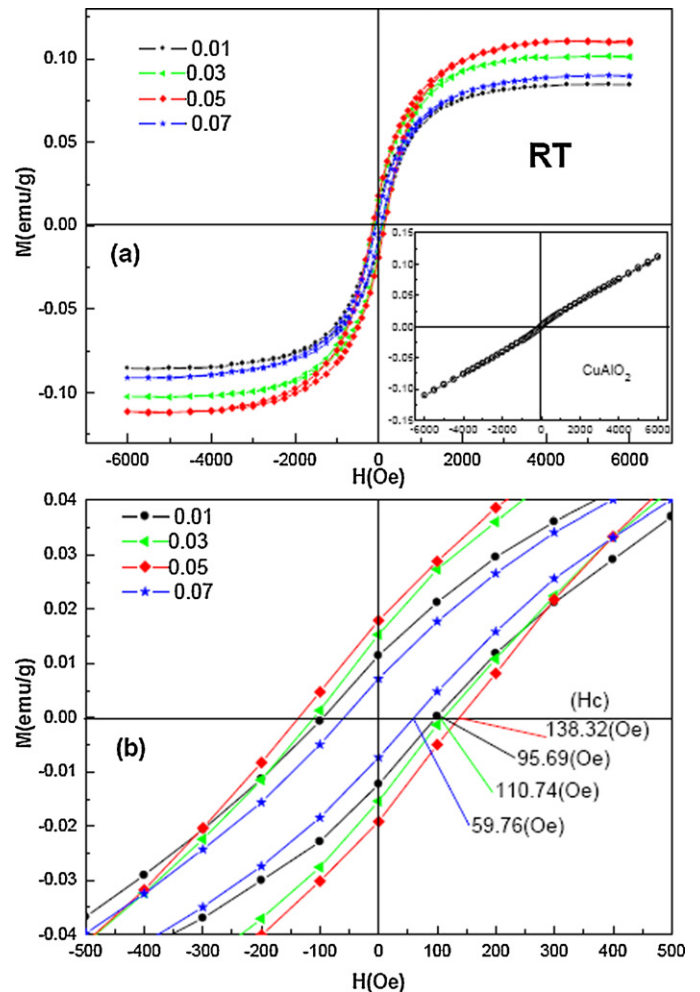 0.10
0.05
0.00
-0.05
-0.10
M(emu/g)
0.01
0.03
0.05
0.07
RT
(a)
0.15
0.10
0.05
0.00
-0.05
-0.10
-0.15
CuAlO2
-6000 -4000 -2000 0 2000 4000 6000
-6000 -4000 -2000 0 2000 4000 6000
H(Oe)
0.04
0.03
0.02
0.01
0.00
-0.01
-0.02
-0.03
-0.04
M(emu/g)
0.01
0.03
0.05
0.07
(Hc)
138.32(Oe)
95.69(Oe)
110.74(Oe)
59.76(Oe)
(b)
-500 -400 -300 -200 -100 0 100 200 300 400 500
H(Oe)